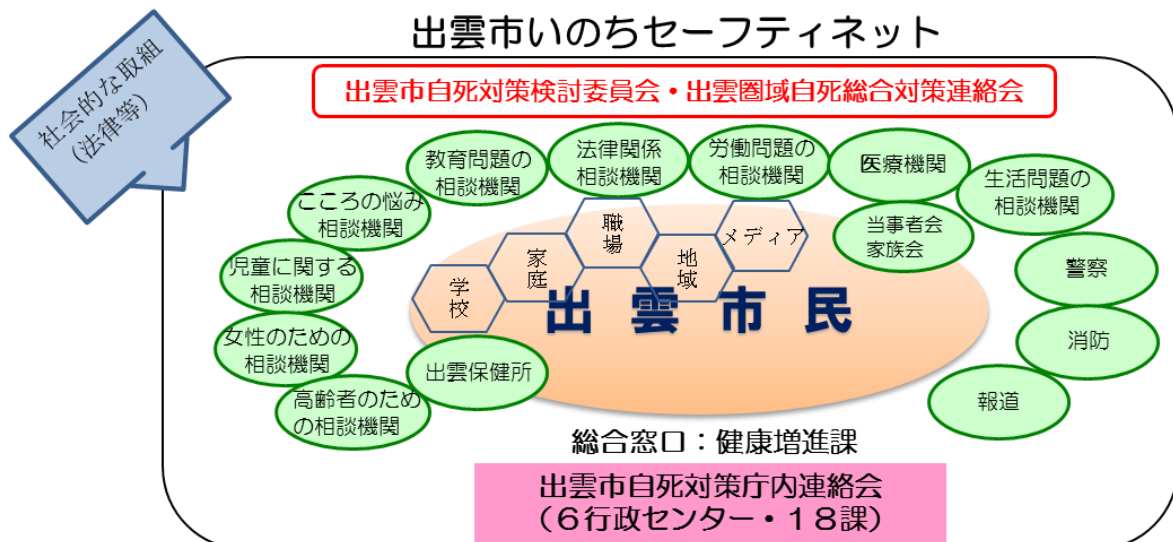 出雲市いのちセーフティネット
社会的な取組
(法律等)
出雲市自死対策検討委員会・出雲圏域自死総合対策連絡会
教育問題の
相談機関
法律関係
相談機関
労働問題の
相談機関
医療機関
生活問題の
相談機関
こころの悩み
相談機関
当事者会
家族会
児童に関する
相談機関
警察
女性のための
相談機関
消防
高齢者のため
の相談機関
出雲保健所
報道
学校
家庭
職場
地域
メディア
出雲市民
総合窓口:健康増進課
出雲市自死対策庁内連絡会
(6行政センター・18課)